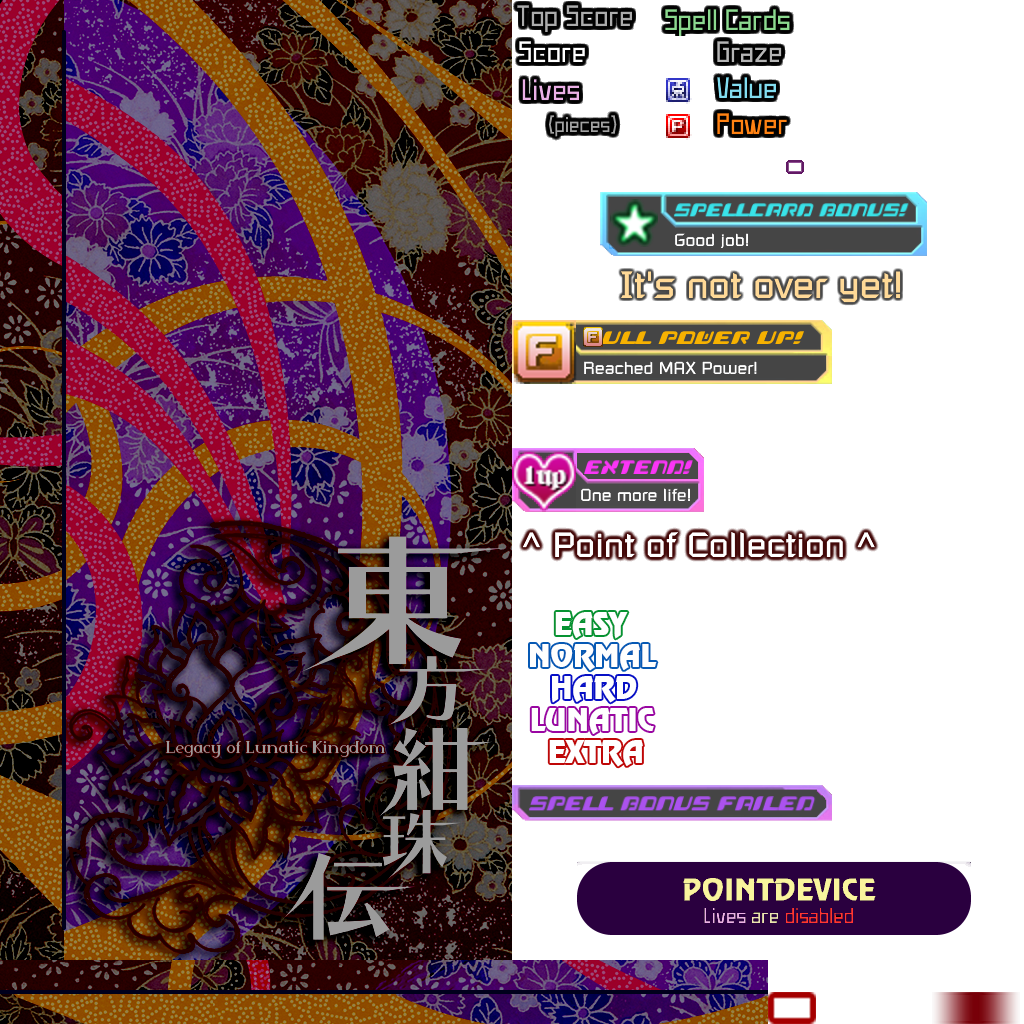 Top Score
Spell Cards
Score
Graze
Lives
Value
(pieces)
P
Power
SPELLCARD BONUS!
Good job!
It's not over yet!
F
FULL POWER UP!
Reached MAX Power!
1up
EXTEND!
One more life!
^ Point of Collection ^
東方紺珠伝
Legacy of Lunatic Kingdom
EASY
NORMAL
HARD
LUNATIC
EXTRA
SPELL BONUS FAILED
POINTDEVICE
Lives are disabled